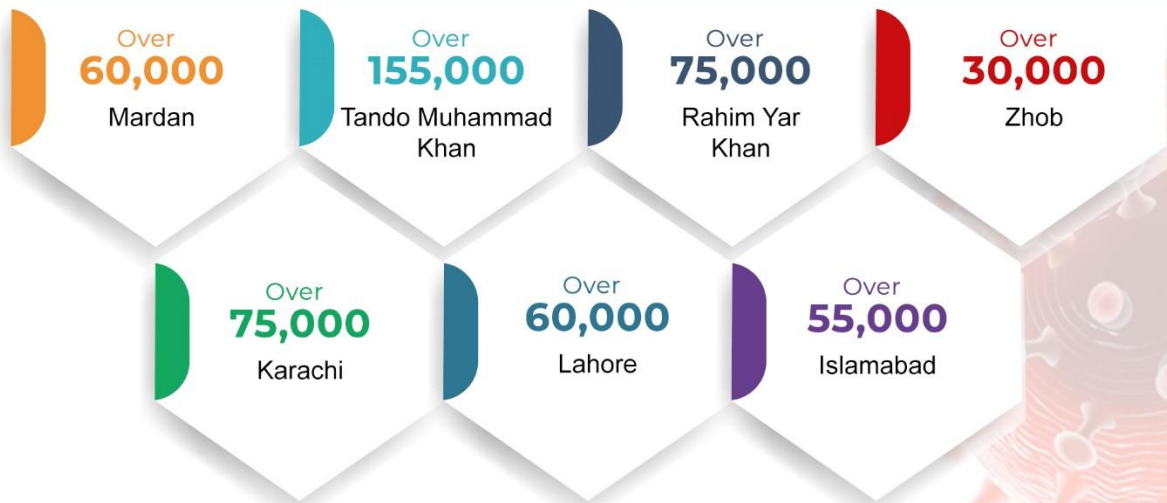 Over
60,000
Mardan
Over
155,000
Tando Muhammad
Khan
Over
75,000
Rahim Yar
Khan
Over
30,000
Zhob
Over
75,000
Karachi
Over
60,000
Lahore
Over
55,000
Islamabad